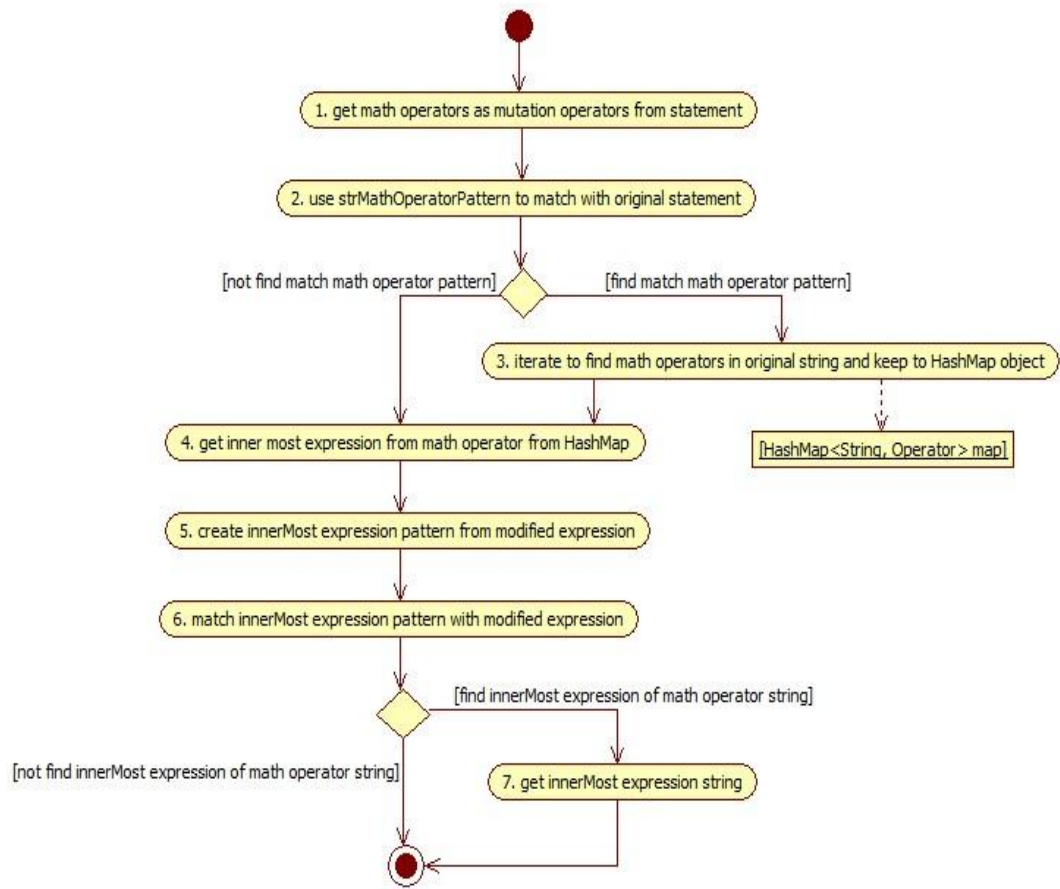 1. get math operators as mutation operators from statement
2. use strMathOperatorPattern to match with original statement
[not find match math operator pattern]
[find match math operator pattern]
3. iterate to find math operators in original string and keep to HashMap object
4. get inner most expression from math operator from HashMap
[HashMap<String, Operator> map]
5. create innerMost expression pattern from modified expression
6. match innerMost expression pattern with modified expression
[find innerMost expression of math operator string]
[not find innerMost expression of math operator string]
7. get innerMost expression string